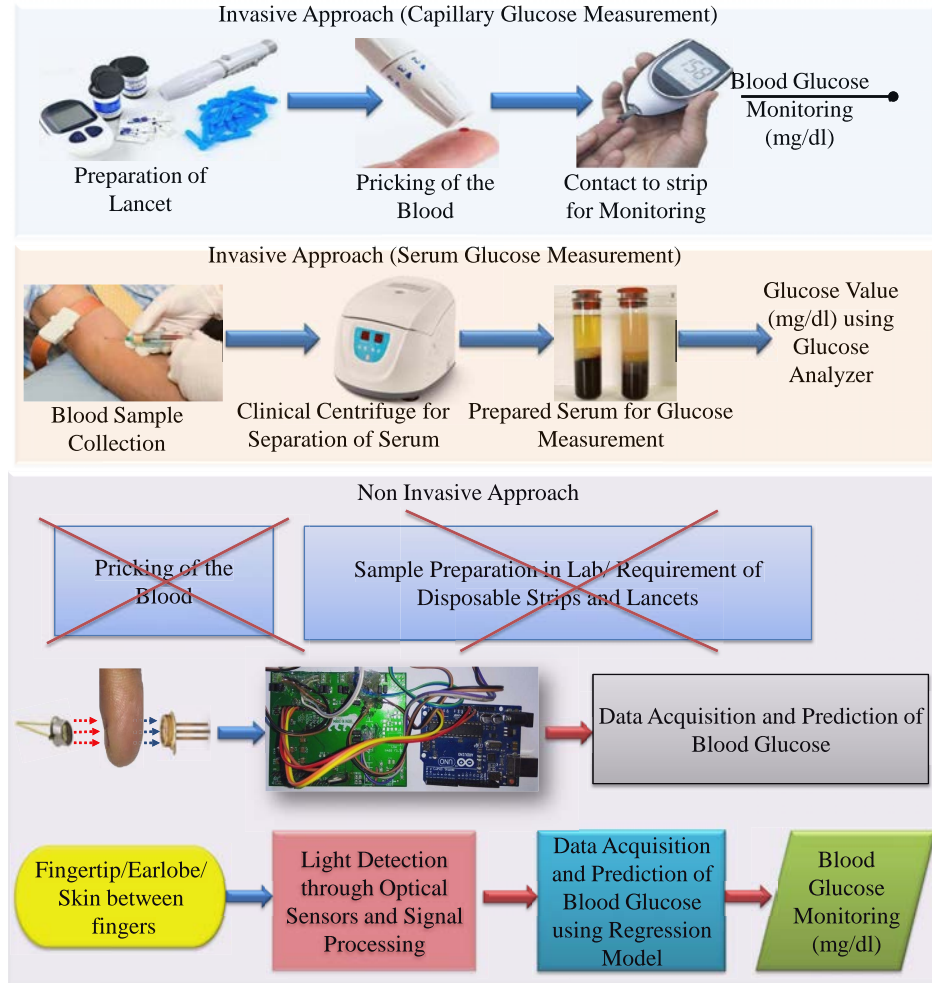 Invasive Approach (Capillary Glucose Measurement)
158
Blood Glucose
Monitoring
(mg/dl)
Preparation of
Lancet
Pricking of the
Blood
Contact to strip
for Monitoring
Invasive Approach (Serum Glucose Measurement)
Glucose Value
(mg/dl) using
Glucose
Analyzer
Blood Sample
Collection
Clinical Centrifuge for
Separation of Serum
Prepared Serum for Glucose
Measurement
Non Invasive Approach
Pricking of the
Blood
Sample Preparation in Lab/ Requirement of
Disposable Strips and Lancets
UNO
Data Acquisition and Prediction of
Blood Glucose
Fingertip/Earlobe/
Skin between
fingers
Light Detection
through Optical
Sensors and Signal
Processing
Data Acquisition
and Prediction of
Blood Glucose
using Regression
Model
Blood
Glucose
Monitoring
(mg/dl)